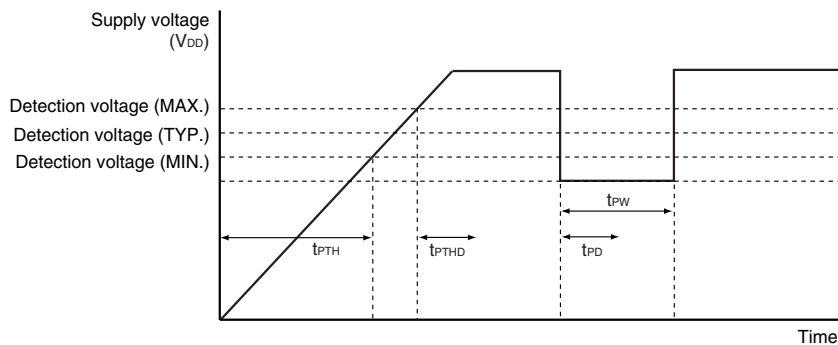 Supply voltage
(VDD)
Detection voltage (MAX.)
Detection voltage (TYP.)
Detection voltage (MIN.)
tPW
tPTH
tPTHD
tPD
Time